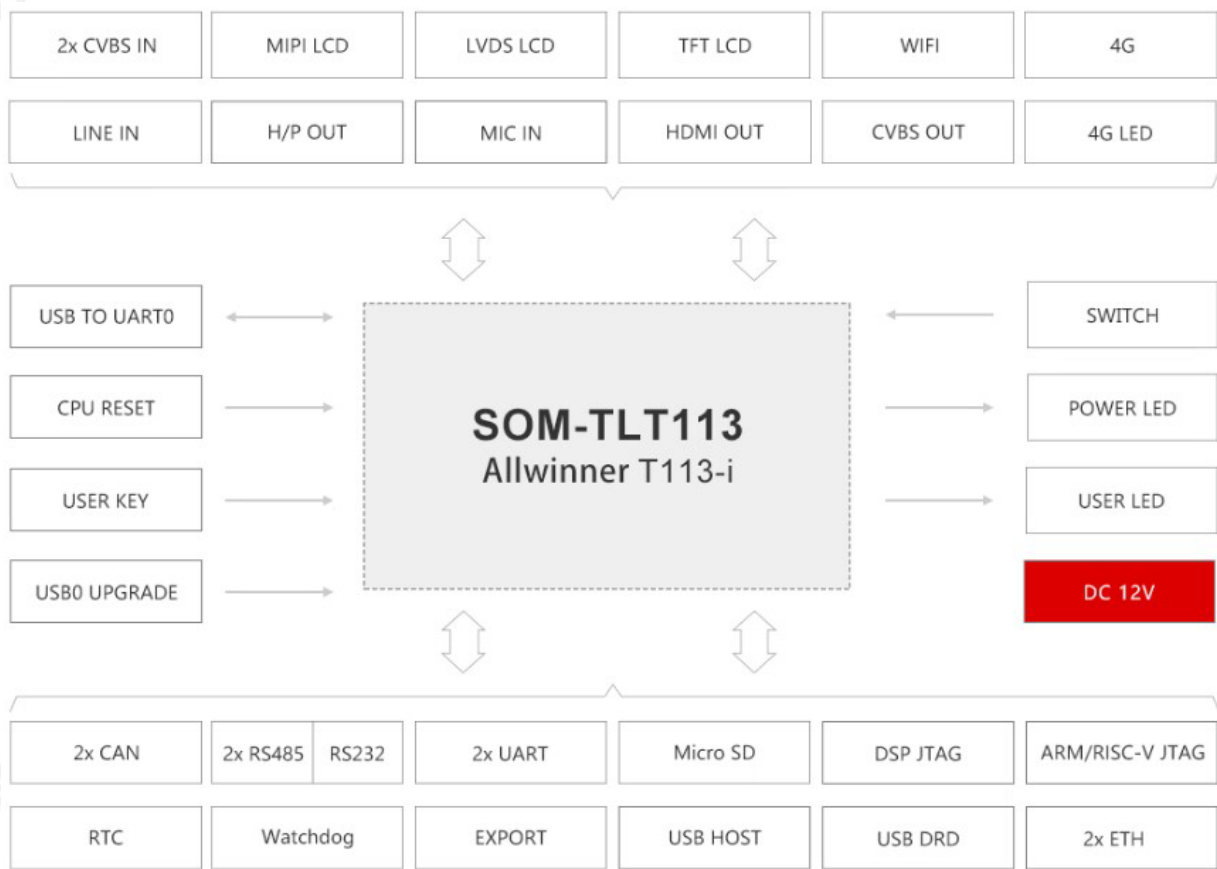 2x CVBS IN
MIPI LCD
LVDS LCD
TFT LCD
WIFI
4G
LINE IN
H/P OUT
MIC IN
HDMI OUT
CVBS OUT
4G LED
USB TO UART0
SWITCH
CPU RESET
POWER LED
SOM-TLT113
Allwinner T113-i
USER KEY
USER LED
USB0 UPGRADE
DC 12V
2x CAN
2x RS485
RS232
2x UART
Micro SD
DSP JTAG
ARM/RISC-V JTAG
RTC
Watchdog
EXPORT
USB HOST
USB DRD
2x ETH